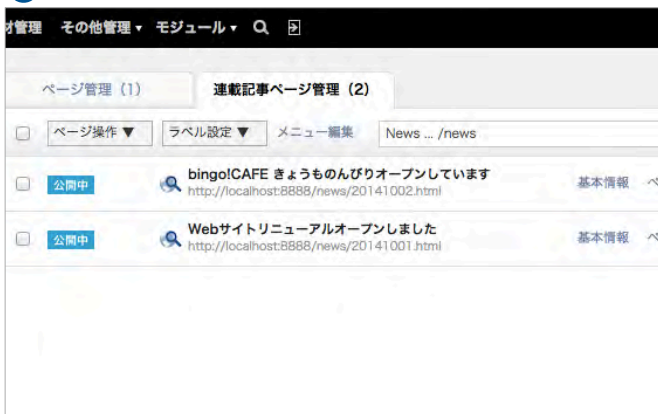 材管理 その他管理▼ モジュール▼
ページ管理（1） 連載記事ページ管理（2）
ページ操作 ▼ ラベル設定 ▼ メニュー編集 News ... /news
公開中 bingo!CAFE きょうものんびりオープンしています 基本情報 ペ
http://localhost:8888/news/20141002.html
公開中 Webサイトリニューアルオープンしました 基本情報 ペ
http://localhost:8888/news/20141001.html